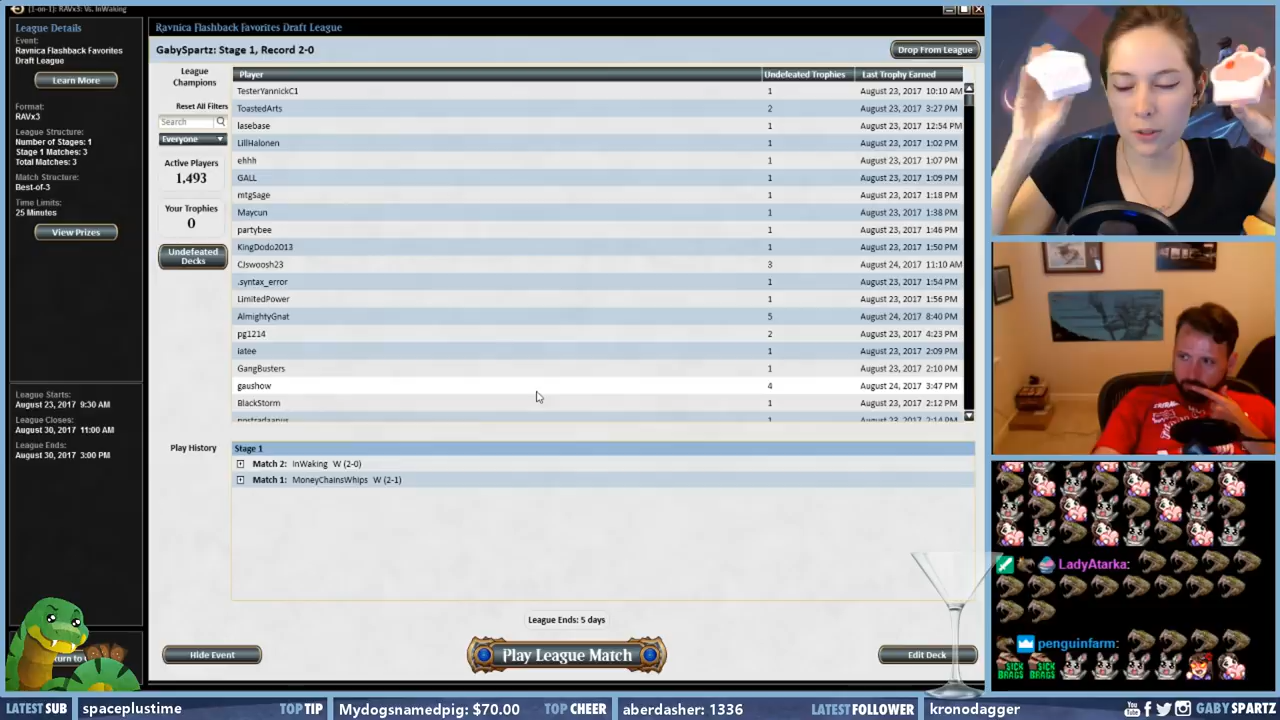 [1-on-1]: RAVx3: Vs. InWaking
League Details
Event:
Ravnica Flashback Favorites
Draft League
Learn More
Format:
RAVx3
League Structure:
Number of Stages: 1
Stage 1 Matches: 3
Total Matches: 3
Match Structure:
Best-of-3
Time Limits:
25 Minutes
View Prizes
League Starts:
August 23, 2017 9:30 AM
League Closes:
August 30, 2017 11:00 AM
League Ends:
August 30, 2017 3:00 PM
Ravnica Flashback Favorites Draft League
GabySpartz: Stage 1, Record 2-0
Drop From League
League
Champions
Reset All Filters
Search
Everyone
Active Players
1,493
Your Trophies
0
Undefeated
Decks
Player Undefeated Trophies Last Trophy Earned
TesterYannickC1 1 August 23, 2017 10:10 AM
ToastedArts 2 August 23, 2017 3:27 PM
lasebase 1 August 23, 2017 12:54 PM
LillHalonen 1 August 23, 2017 1:02 PM
ehhh 1 August 23, 2017 1:07 PM
GALL 1 August 23, 2017 1:09 PM
mtgSage 1 August 23, 2017 1:18 PM
Maycun 1 August 23, 2017 1:38 PM
partybee 1 August 23, 2017 1:46 PM
KingDodo2013 1 August 23, 2017 1:50 PM
CJswoosh23 3 August 24, 2017 11:10 AM
.syntax_error 1 August 23, 2017 1:54 PM
LimitedPower 1 August 23, 2017 1:56 PM
AlmightyGnat 5 August 24, 2017 8:40 PM
pg1214 2 August 23, 2017 4:23 PM
iatee 1 August 23, 2017 2:09 PM
GangBusters 1 August 23, 2017 2:10 PM
gaushow 4 August 24, 2017 3:47 PM
BlackStorm 1 August 23, 2017 2:12 PM
1 August 23, 2017 2:14 PM
Play History
Stage 1
Match 2: InWaking W (2-0)
Match 1: MoneyChainsWhips W (2-1)
League Ends: 5 days
Hide Event
Play League Match
Edit Deck
LadyAtarka:
penguinfarm:
SICK BRAGS SICK BRAGS
LATEST SUB spaceplustime TOP TIP Mydogsnamedpig: $70.00 TOP CHEER aberdasher: 1336 LATEST FOLLOWER kronodagger You Tube GABY SPARTZ